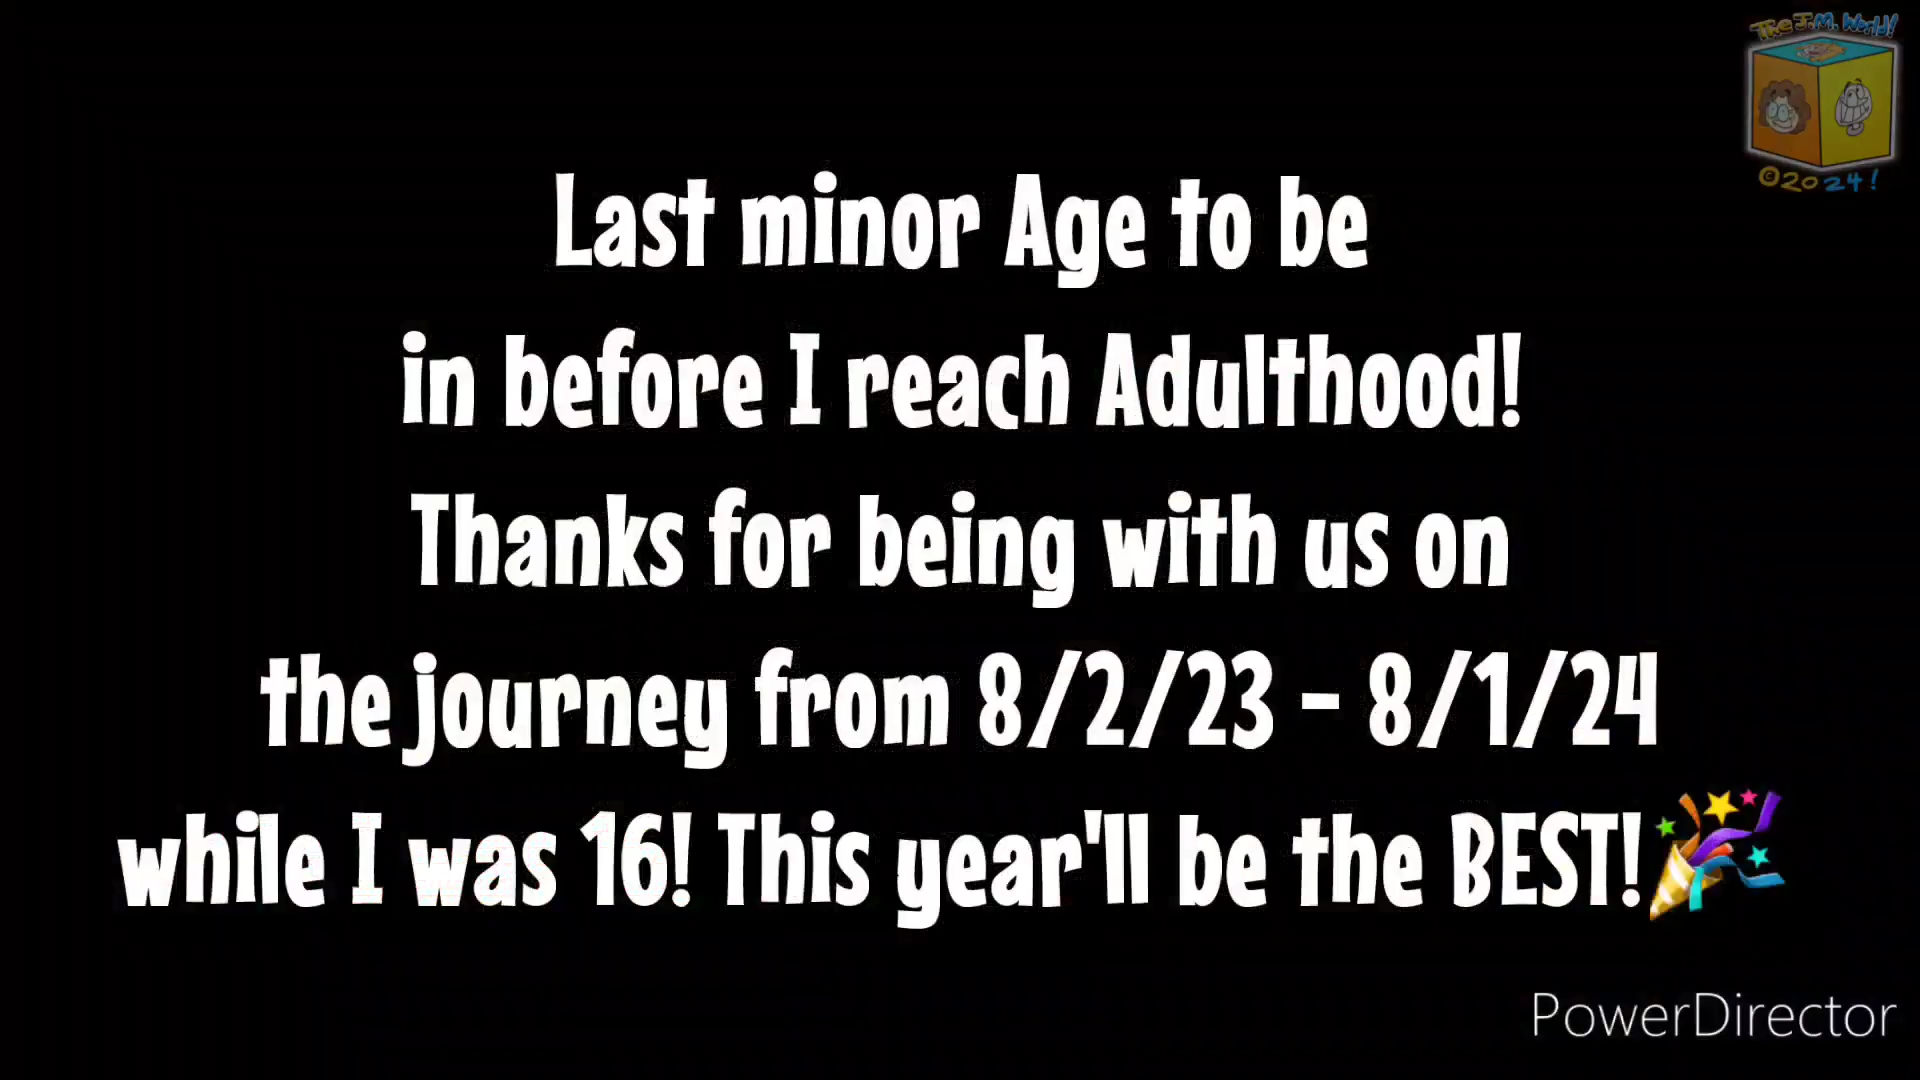 The J.M. World!
©2024!
Last minor Age to be
in before I reach Adulthood!
Thanks for being with us on
the journey from 8/2/23 - 8/1/24
while I was 16! This year'll be the BEST!🎉
PowerDirector